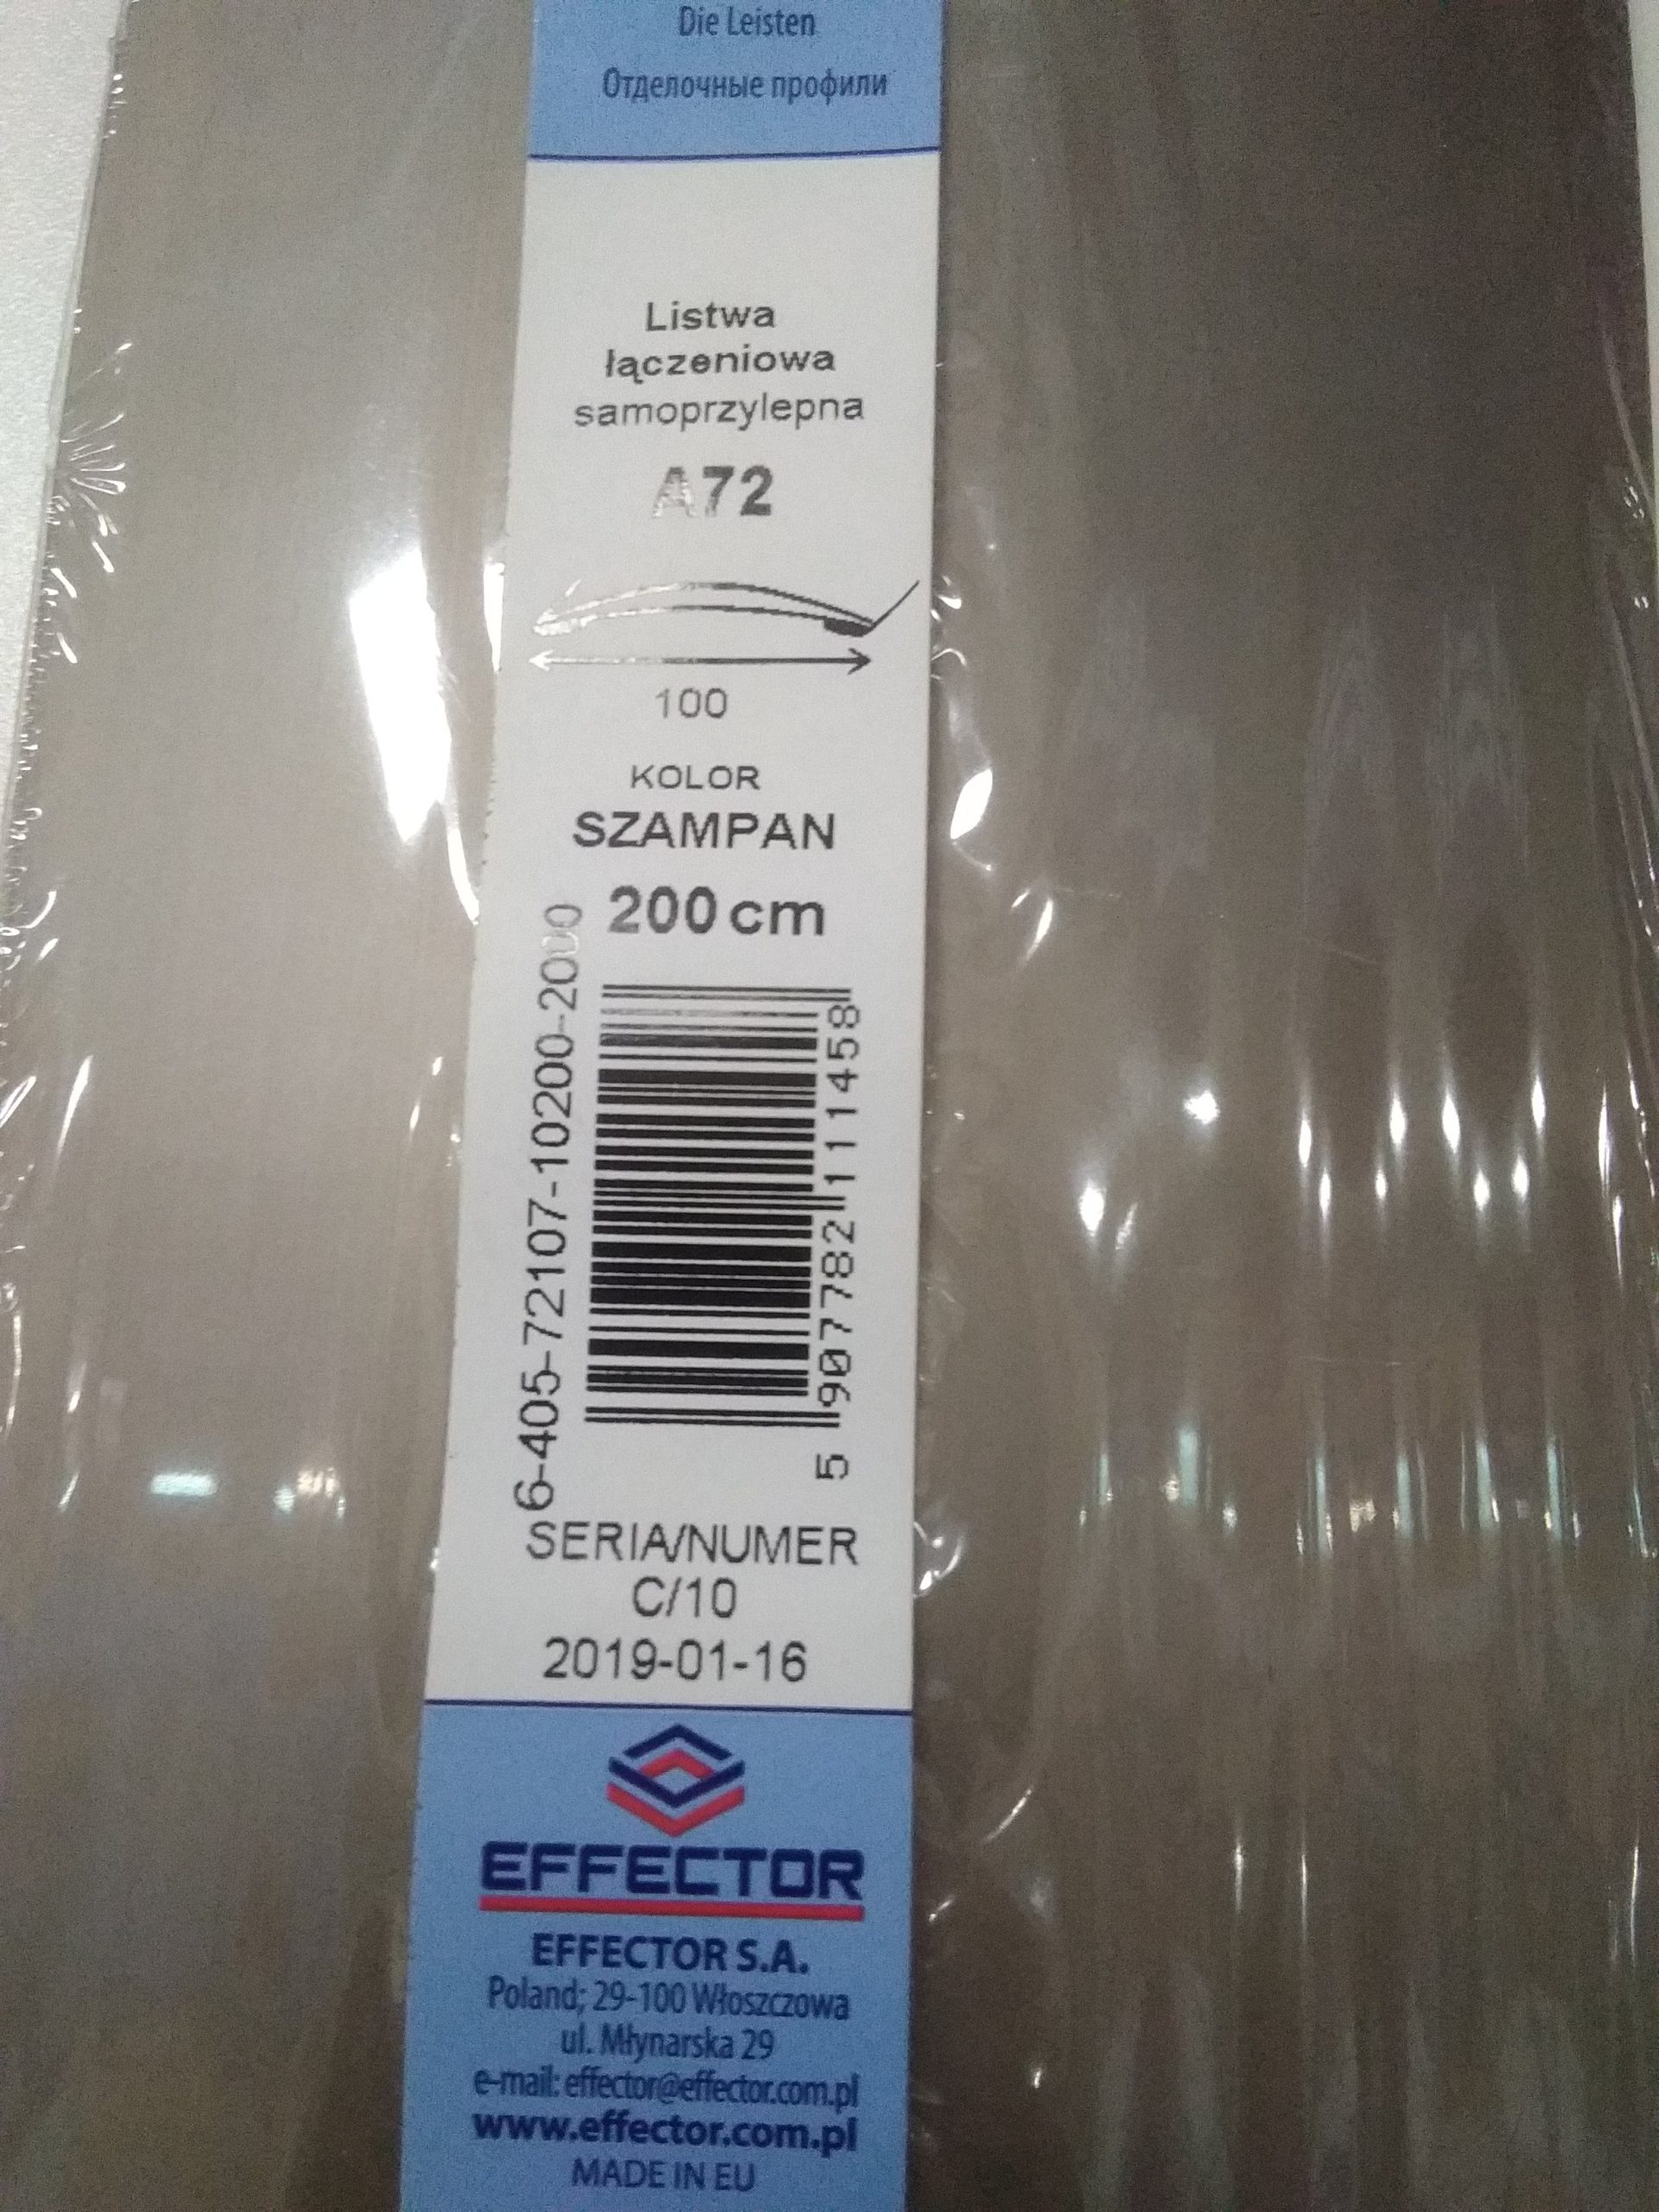 Die Leisten
Отделочные профили
Listwa
łączeniowa
samoprzylepna
A72
100
KOLOR
SZAMPAN
200 cm
6-405-72107-10200-2000
5 907782 111458
SERIA/NUMER
C/10
2019-01-16
EFFECTOR
EFFECTOR S.A.
Poland; 29-100 Włoszczowa
ul. Młynarska 29
e-mail: effector@effector.com.pl
www.effector.com.pl
MADE IN EU